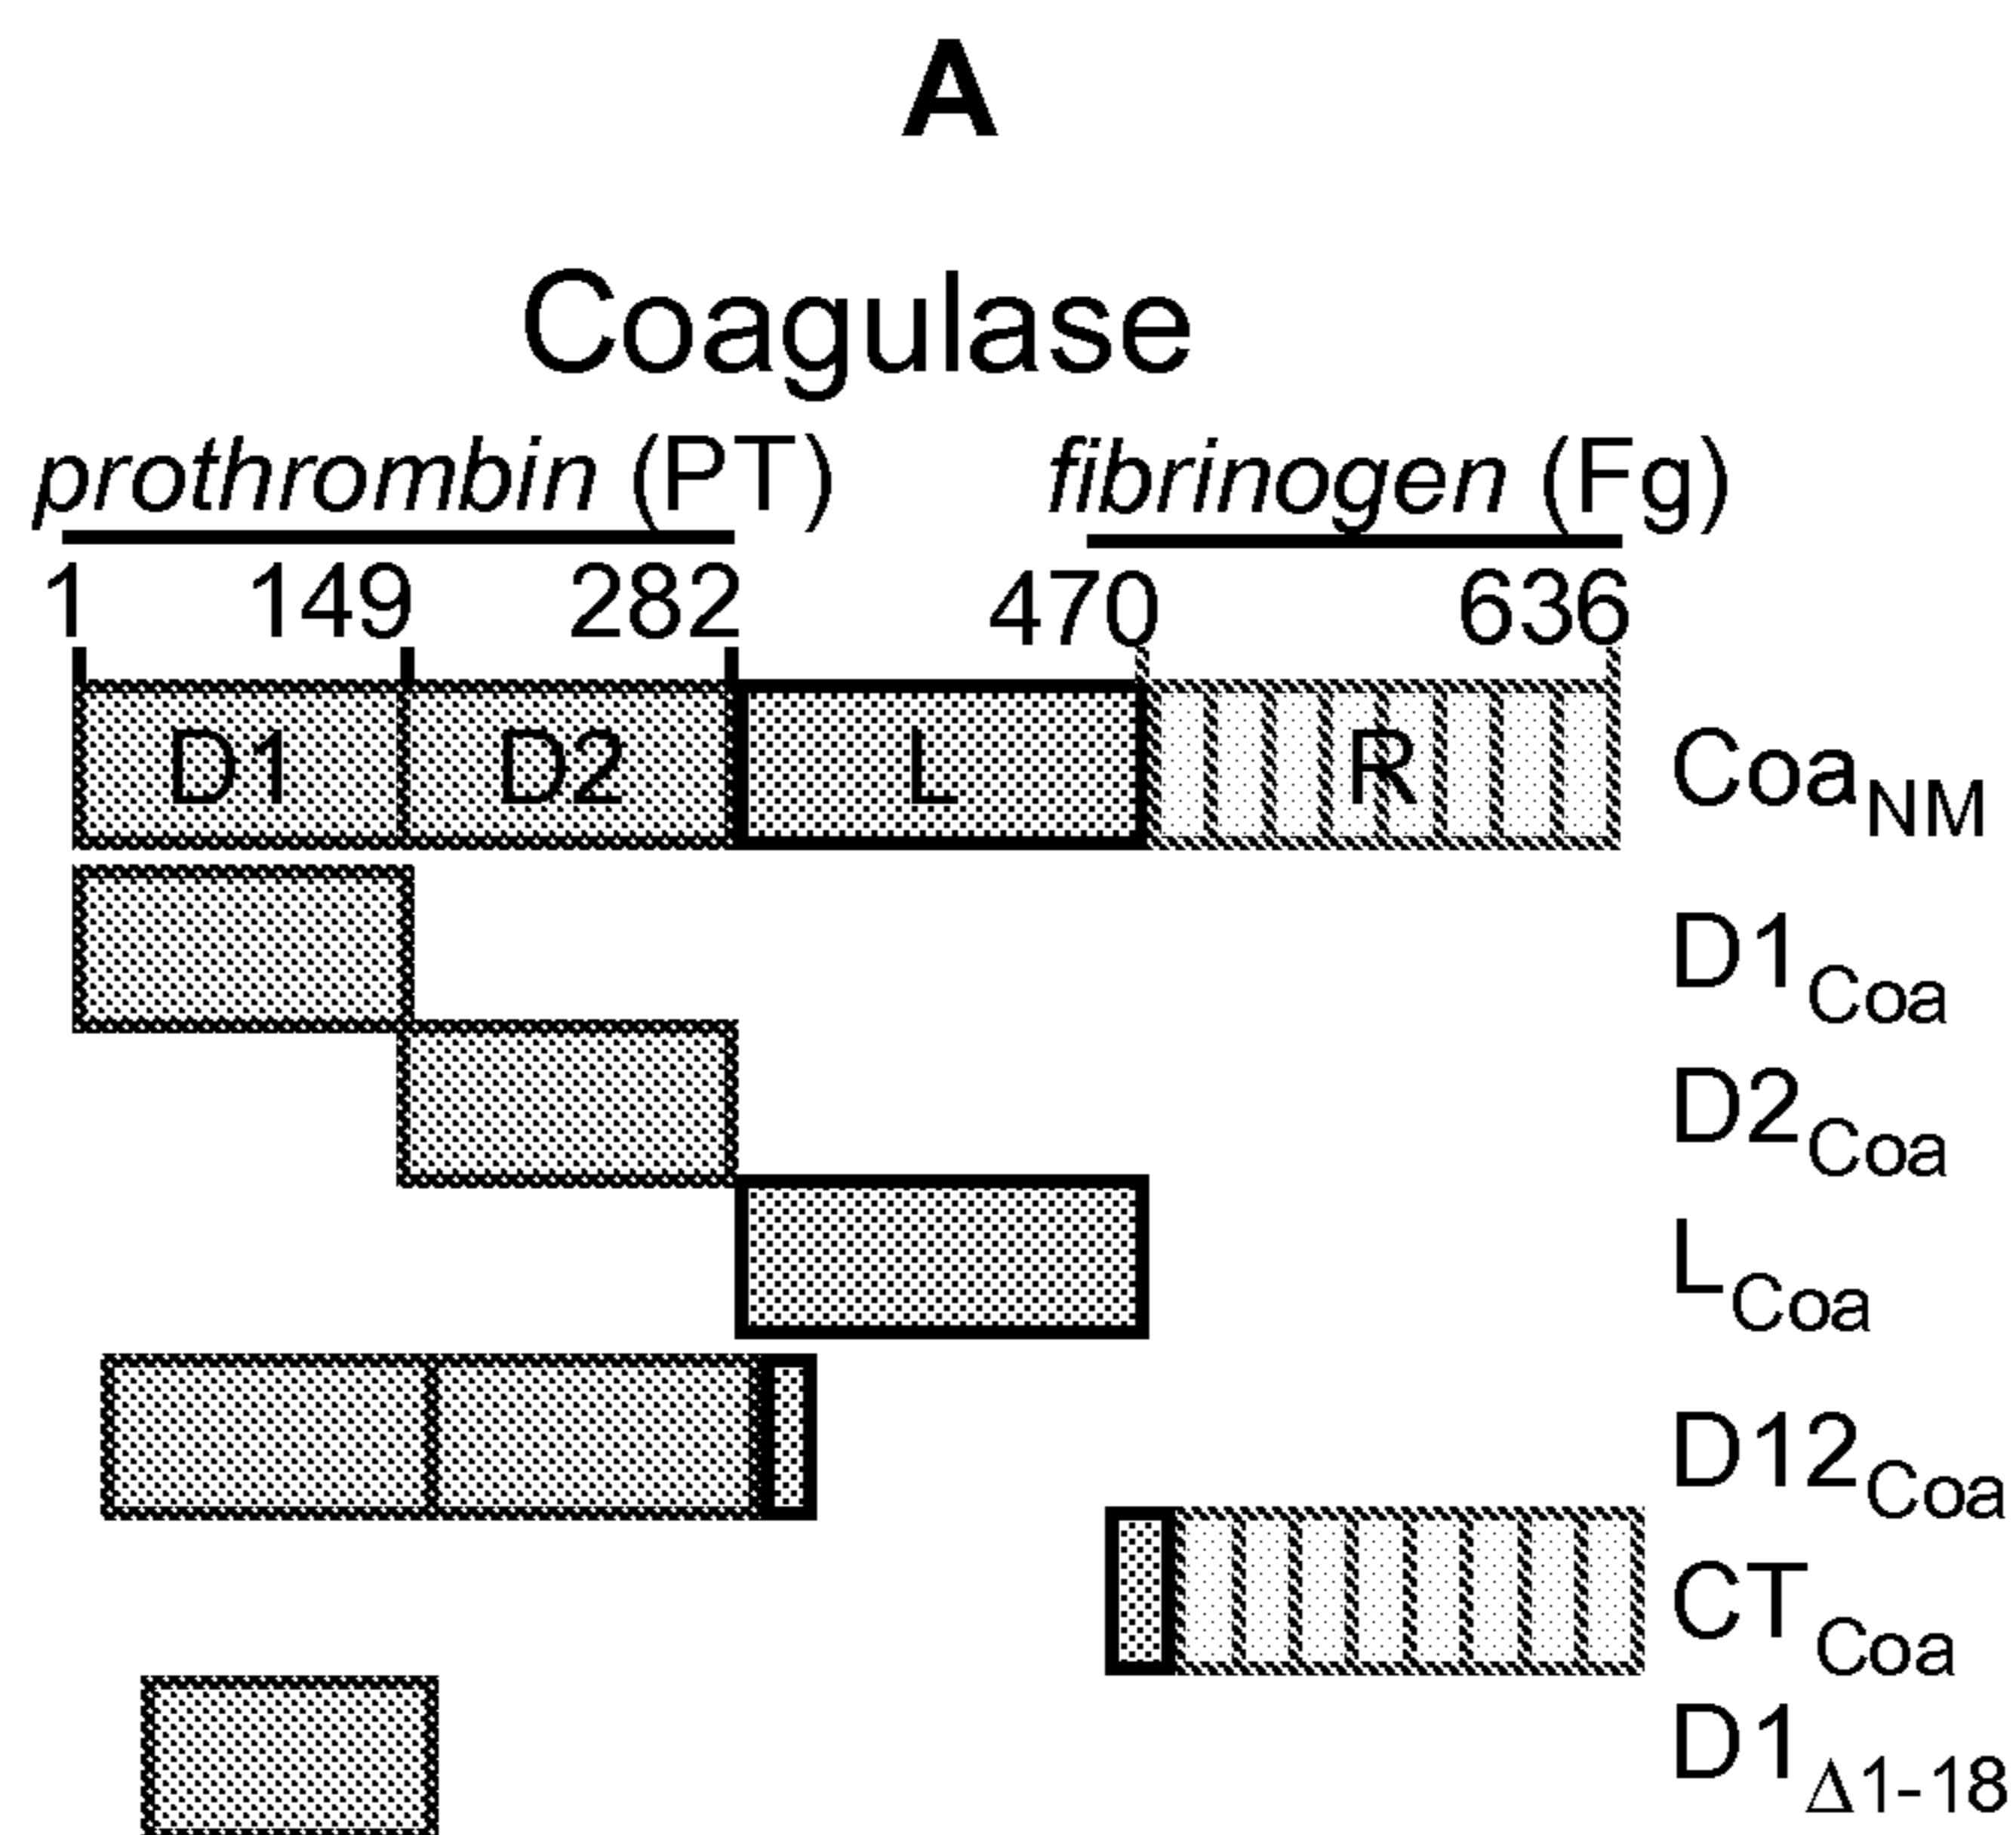 A
Coagulase
prothrombin (PT) fibrinogen (Fg)
1 149 282 470 636
D1 D2 L R CoaNM
D1Coa
D2Coa
LCoa
D12Coa
CTCoa
D1Δ1-18